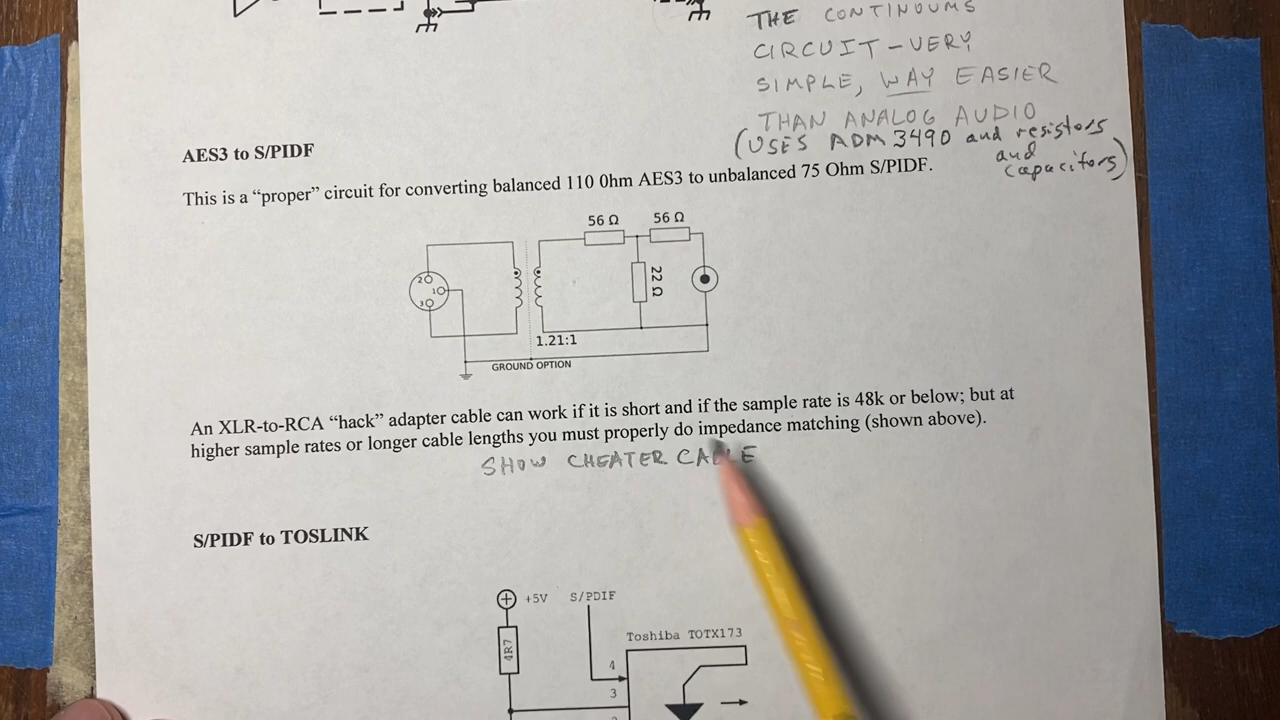 THE CONTINOUMS
CIRCUIT-VERY
SIMPLE, WAY EASIER
THAN ANALOG AUDIO
(USES ADM3490 and resistors
and
capacitors)
AES3 to S/PIDF
This is a “proper” circuit for converting balanced 110 0hm AES3 to unbalanced 75 Ohm S/PIDF.
56 Ω 56 Ω
2
1
3
22 Ω
1.21:1
GROUND OPTION
An XLR-to-RCA “hack” adapter cable can work if it is short and if the sample rate is 48k or below; but at
higher sample rates or longer cable lengths you must properly do impedance matching (shown above).
SHOW CHEATER CABLE
S/PIDF to TOSLINK
+5V S/PDIF
Toshiba TOTX173
4R7
4
3